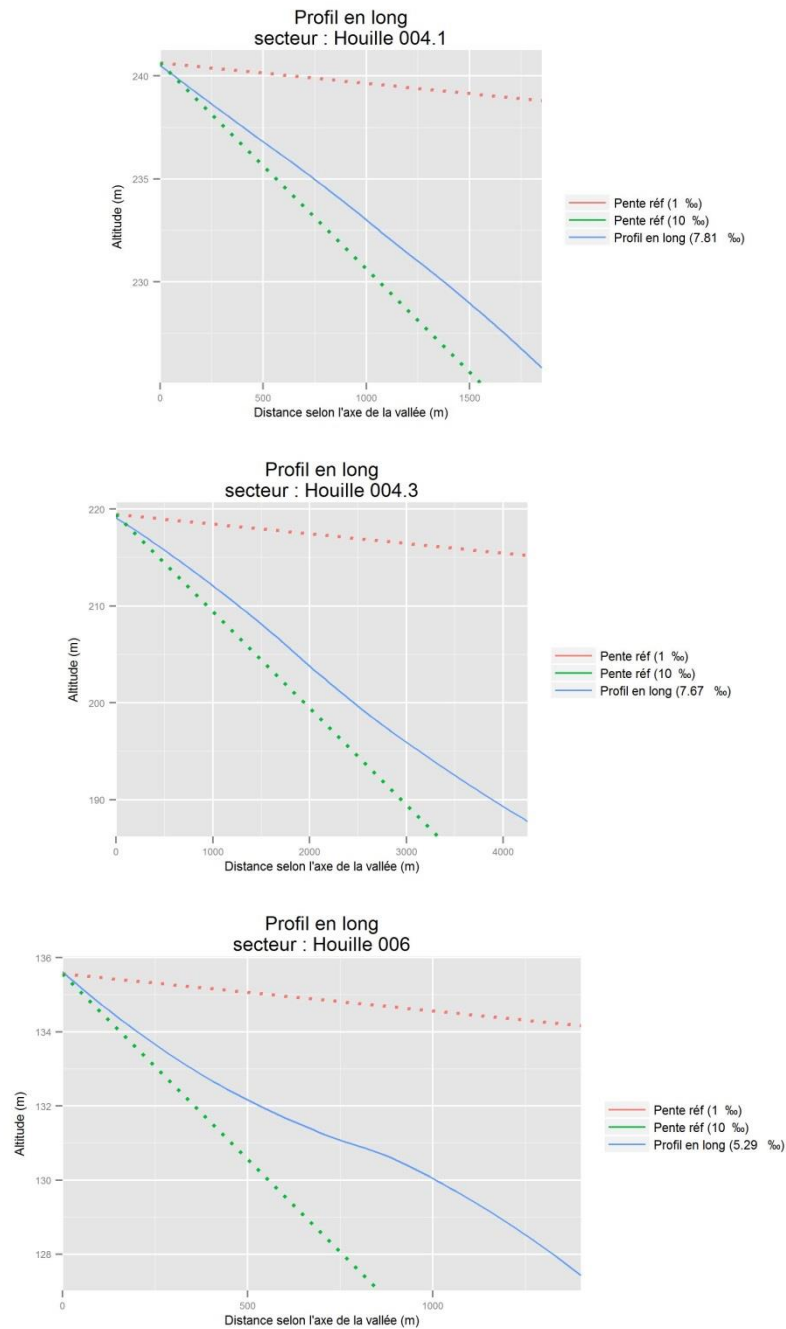 Profil en long
secteur : Houille 004.1
240
235
230
Altitude (m)
0 500 1000 1500
Distance selon l'axe de la vallée (m)
Pente réf (1 ‰)
Pente réf (10 ‰)
Profil en long (7.81 ‰)
Profil en long
secteur : Houille 004.3
220
210
200
190
Altitude (m)
0 1000 2000 3000 4000
Distance selon l'axe de la vallée (m)
Pente réf (1 ‰)
Pente réf (10 ‰)
Profil en long (7.67 ‰)
Profil en long
secteur : Houille 006
136
134
132
130
128
Altitude (m)
0 500 1000
Distance selon l'axe de la vallée (m)
Pente réf (1 ‰)
Pente réf (10 ‰)
Profil en long (5.29 ‰)